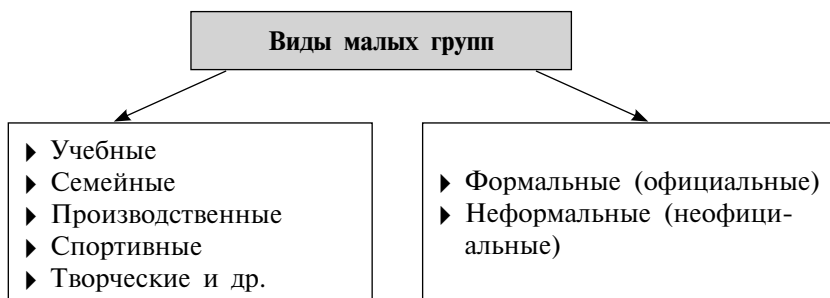 Виды малых групп
Учебные
Семейные
Производственные
Спортивные
Творческие и др.
Формальные (официальные)
Неформальные (неофици-
альные)